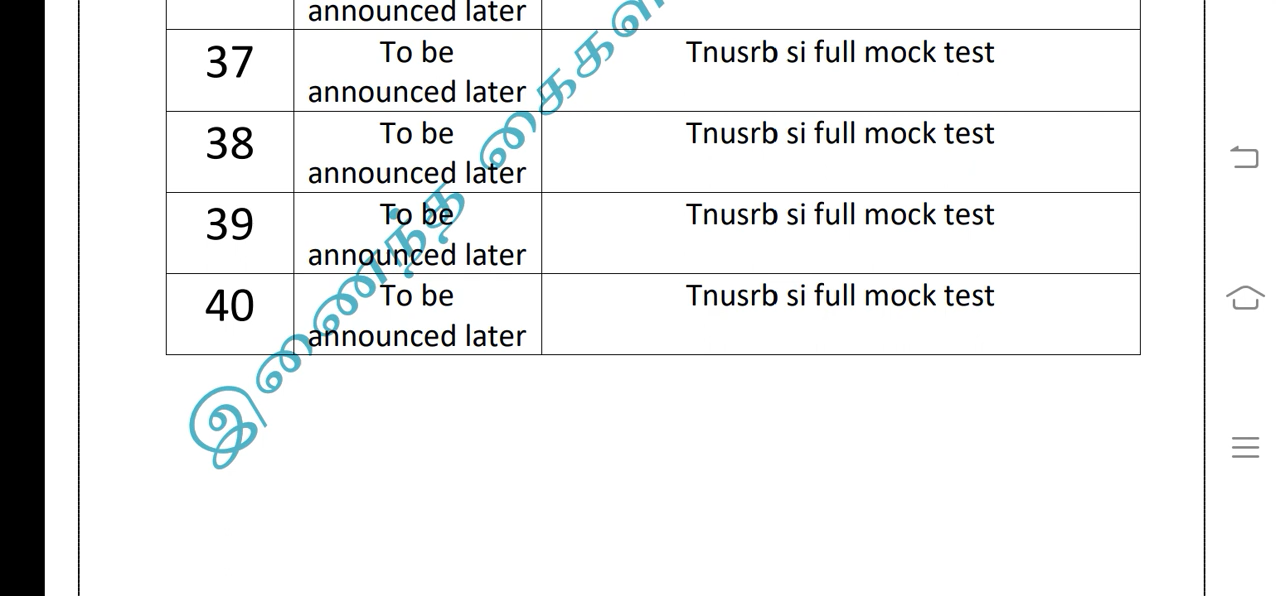 announced later
37 To be announced later Tnusrb si full mock test
38 To be announced later Tnusrb si full mock test
39 To be announced later Tnusrb si full mock test
40 To be announced later Tnusrb si full mock test
இணைந்த